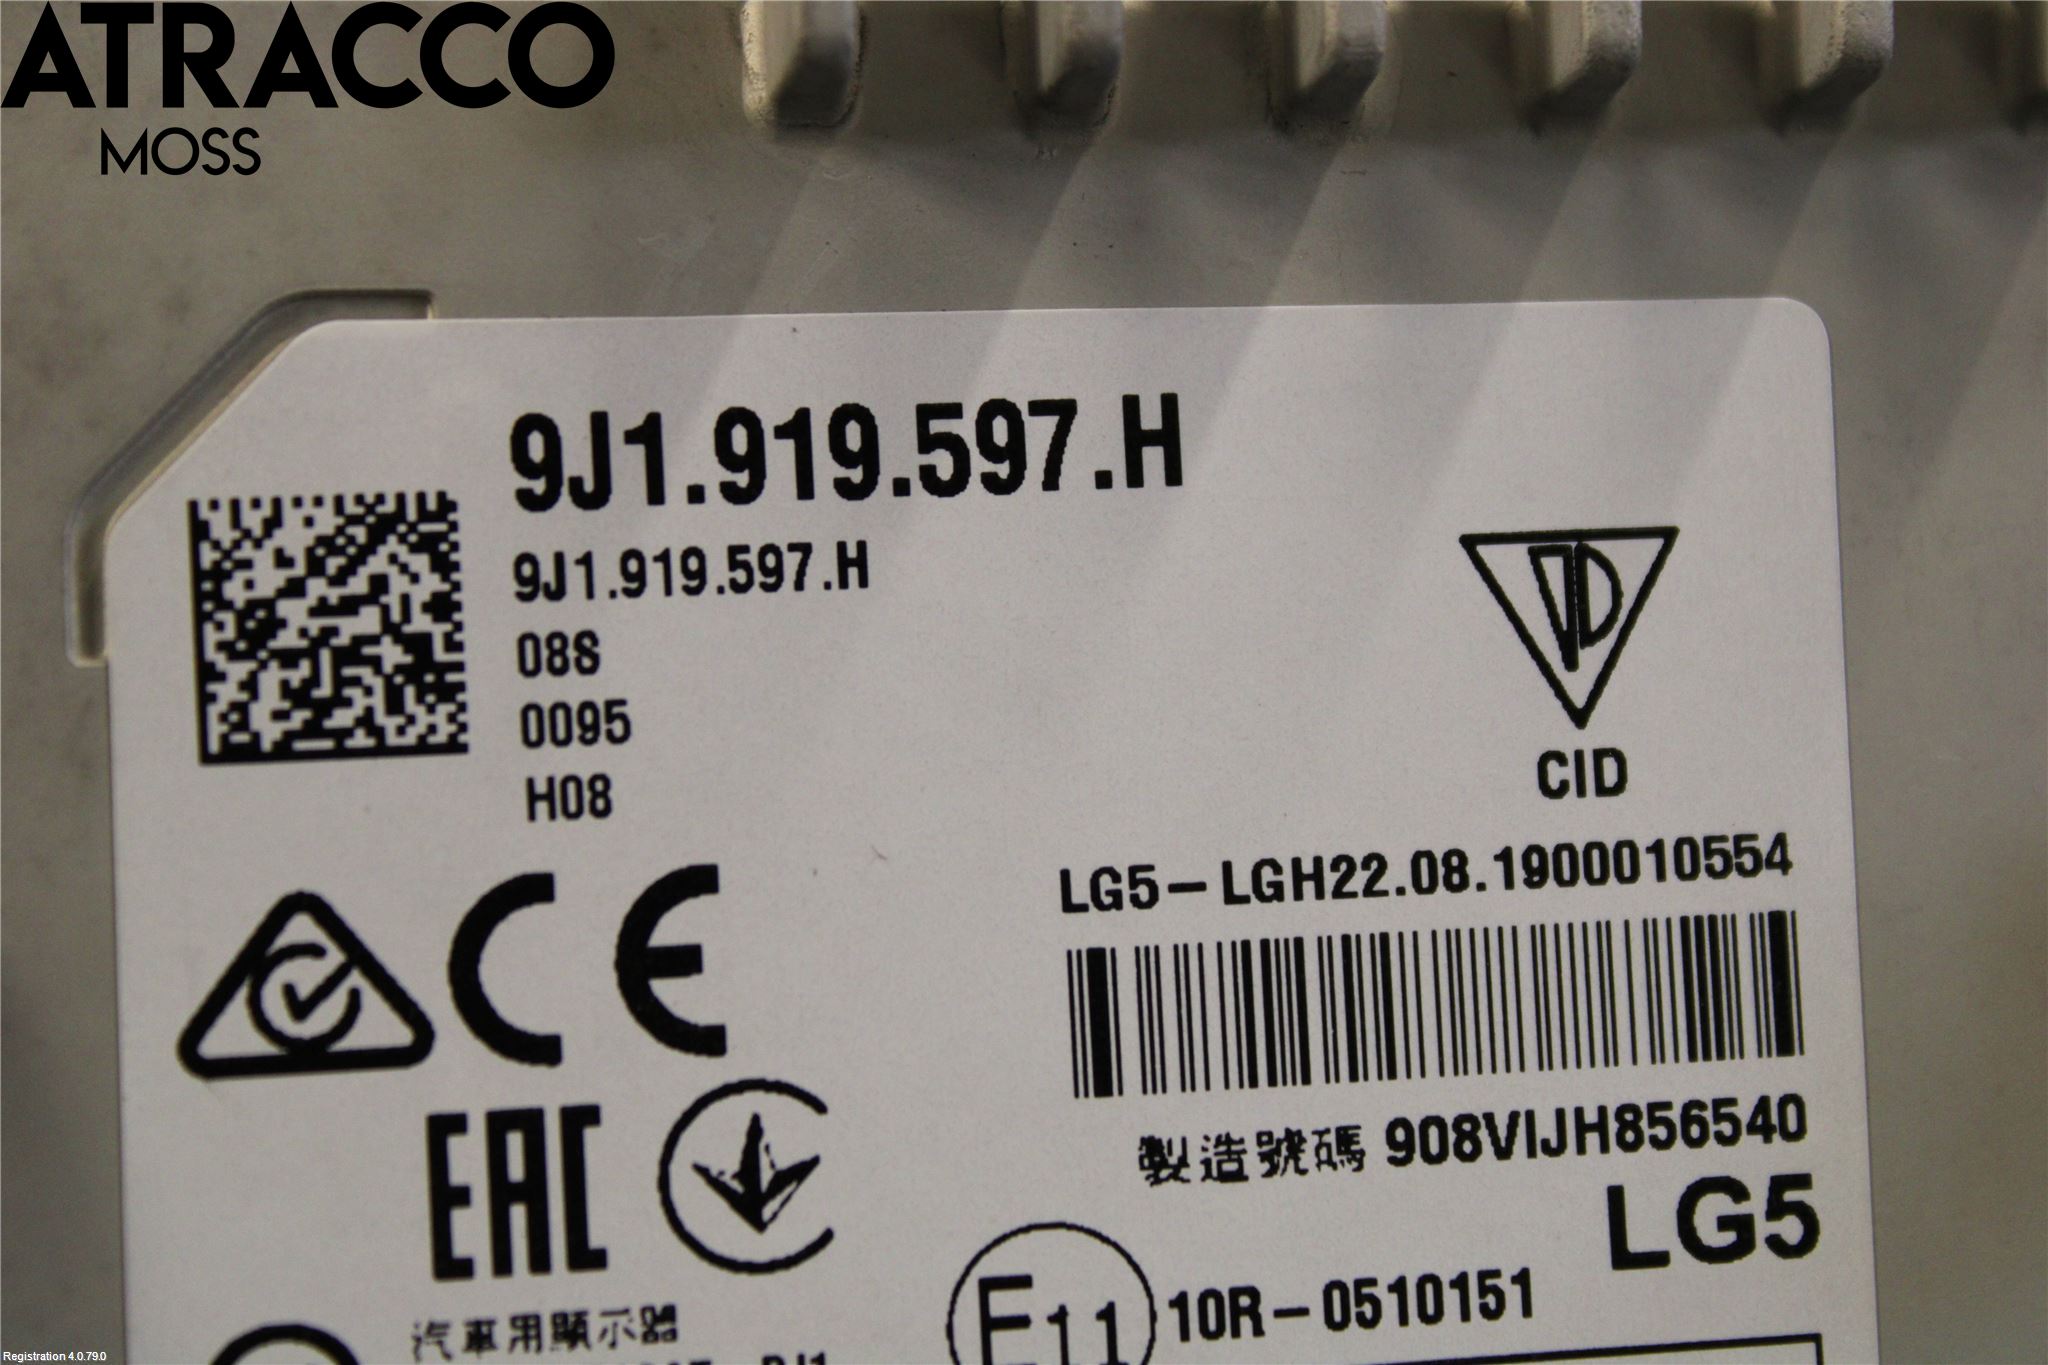 ATRACCO
MOSS
9J1.919.597.H
9J1.919.597.H
08S
0095
H08
CID
LG5-LGH22.08.1900010554
製造號碼 908VIJH856540
LG5
CE
EAC
E11 10R-0510151
汽車用顯示器
Registration 4.0.79.0